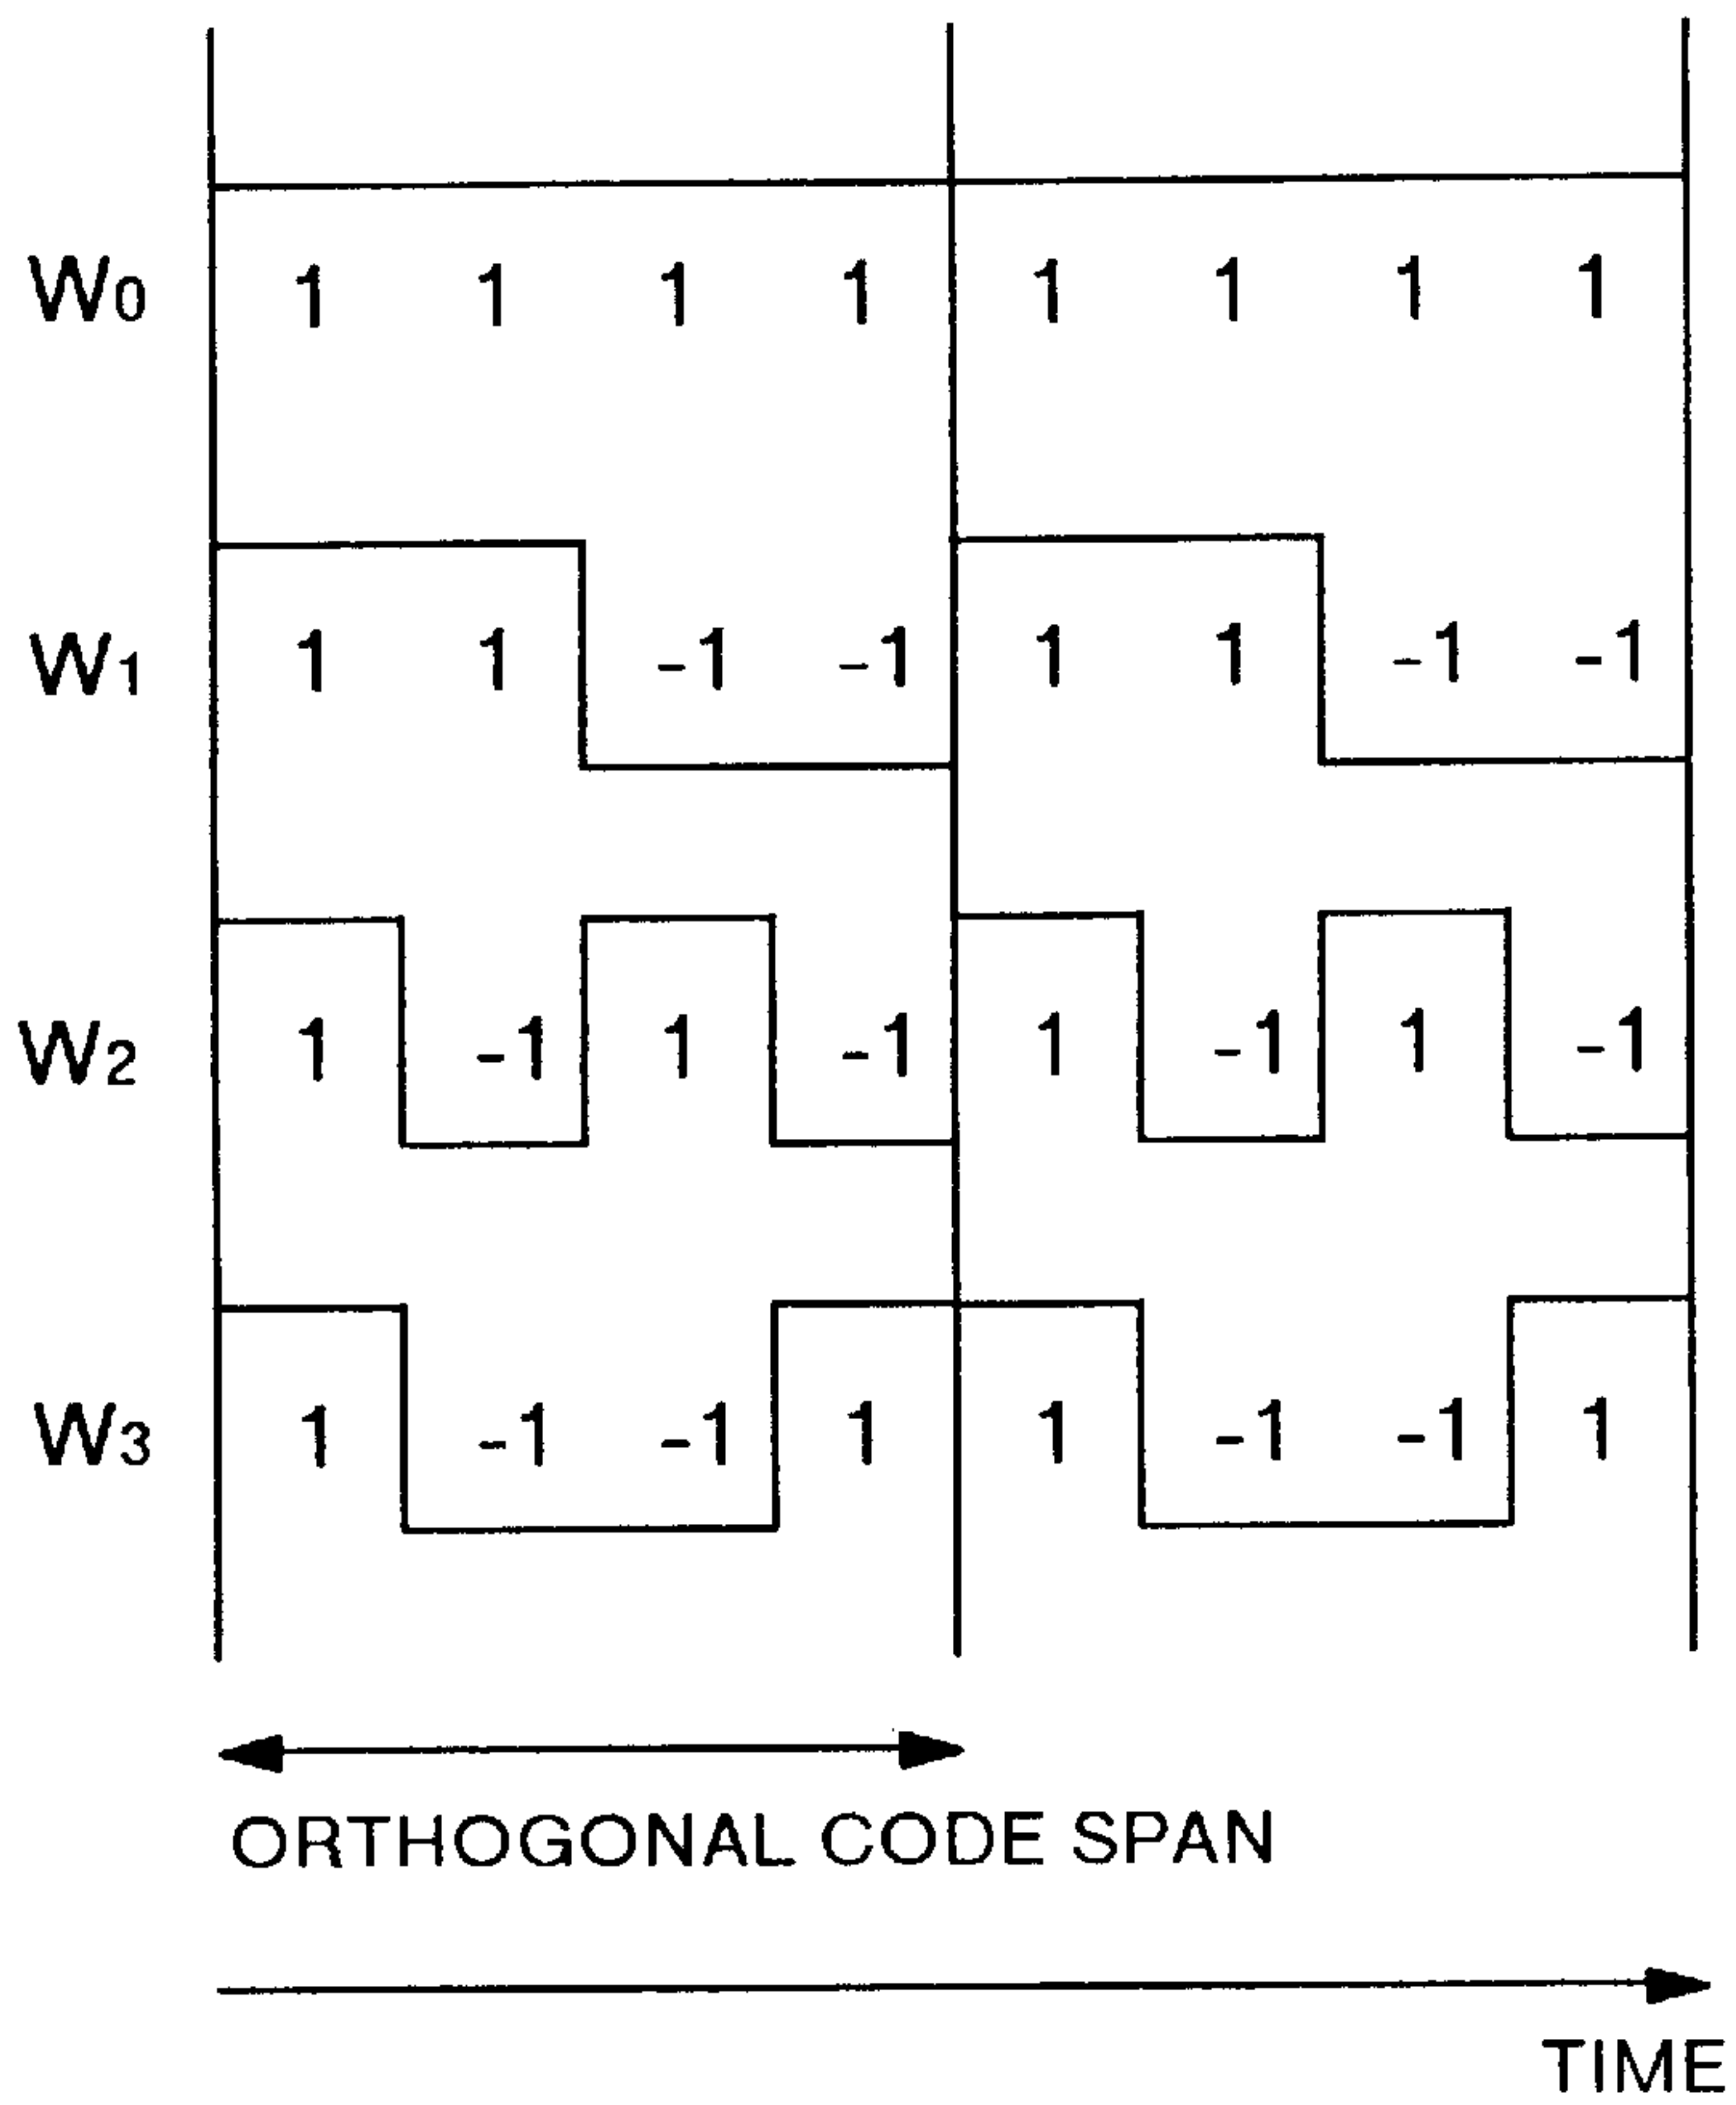 W0 1 1 1 1 1 1 1 1
W1 1 1 -1 -1 1 1 -1 -1
W2 1 -1 1 -1 1 -1 1 -1
W3 1 -1 -1 1 1 -1 -1 1
ORTHOGONAL CODE SPAN
TIME